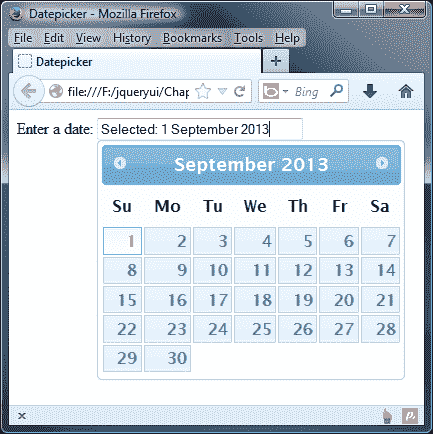 Datepicker - Mozilla Firefox
File Edit View History Bookmarks Tools Help
Datepicker +
file:///F:/jqueryui/Chap Bing
Enter a date: Selected: 1 September 2013
September 2013
Su Mo Tu We Th Fr Sa
1 2 3 4 5 6 7
8 9 10 11 12 13 14
15 16 17 18 19 20 21
22 23 24 25 26 27 28
29 30